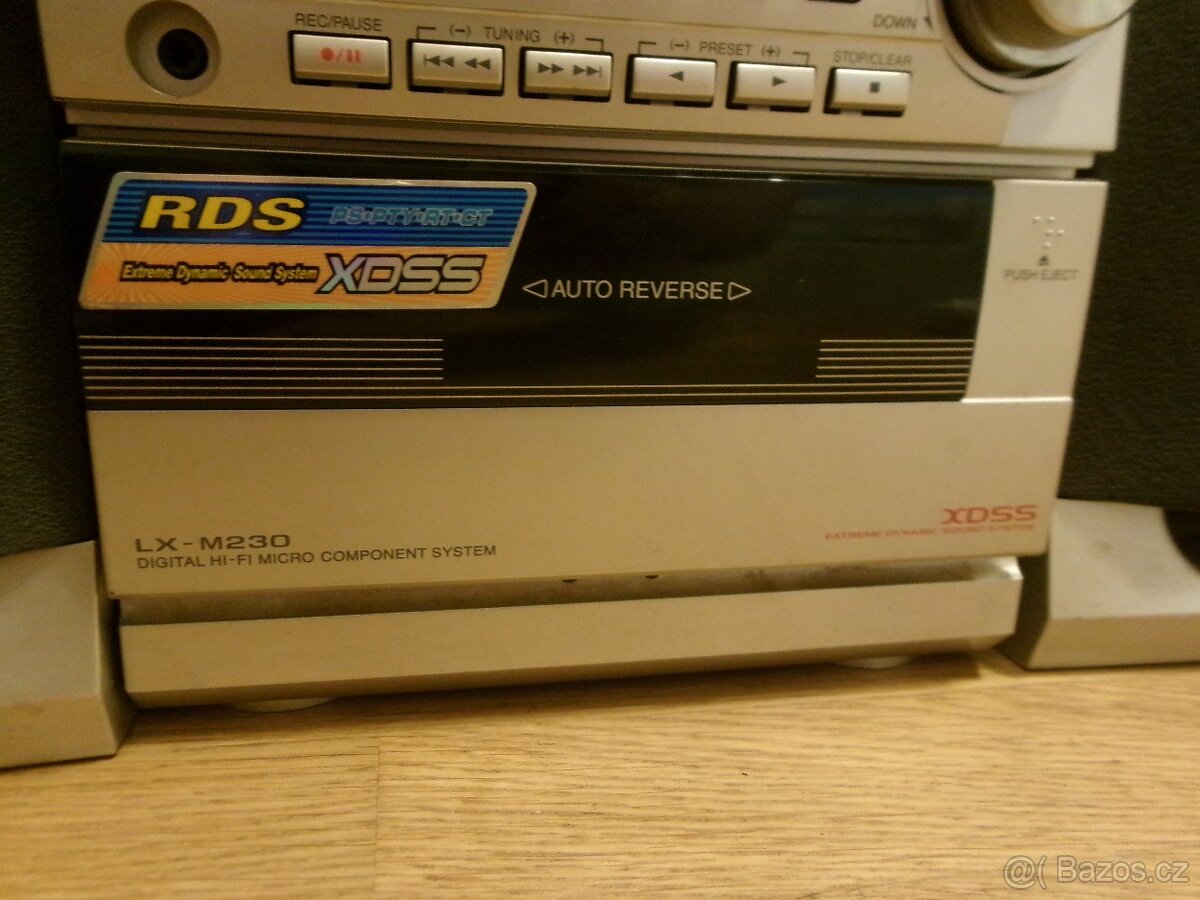 REC/PAUSE
(−) TUNING (+)
(−) PRESET (+)
STOP/CLEAR
DOWN
RDS PS•PTY•RT•CT
Extreme Dynamic Sound System XDSS
AUTO REVERSE
PUSH EJECT
LX-M230
DIGITAL HI-FI MICRO COMPONENT SYSTEM
XDSS
EXTREME DYNAMIC SOUND SYSTEM
@( Bazos.cz